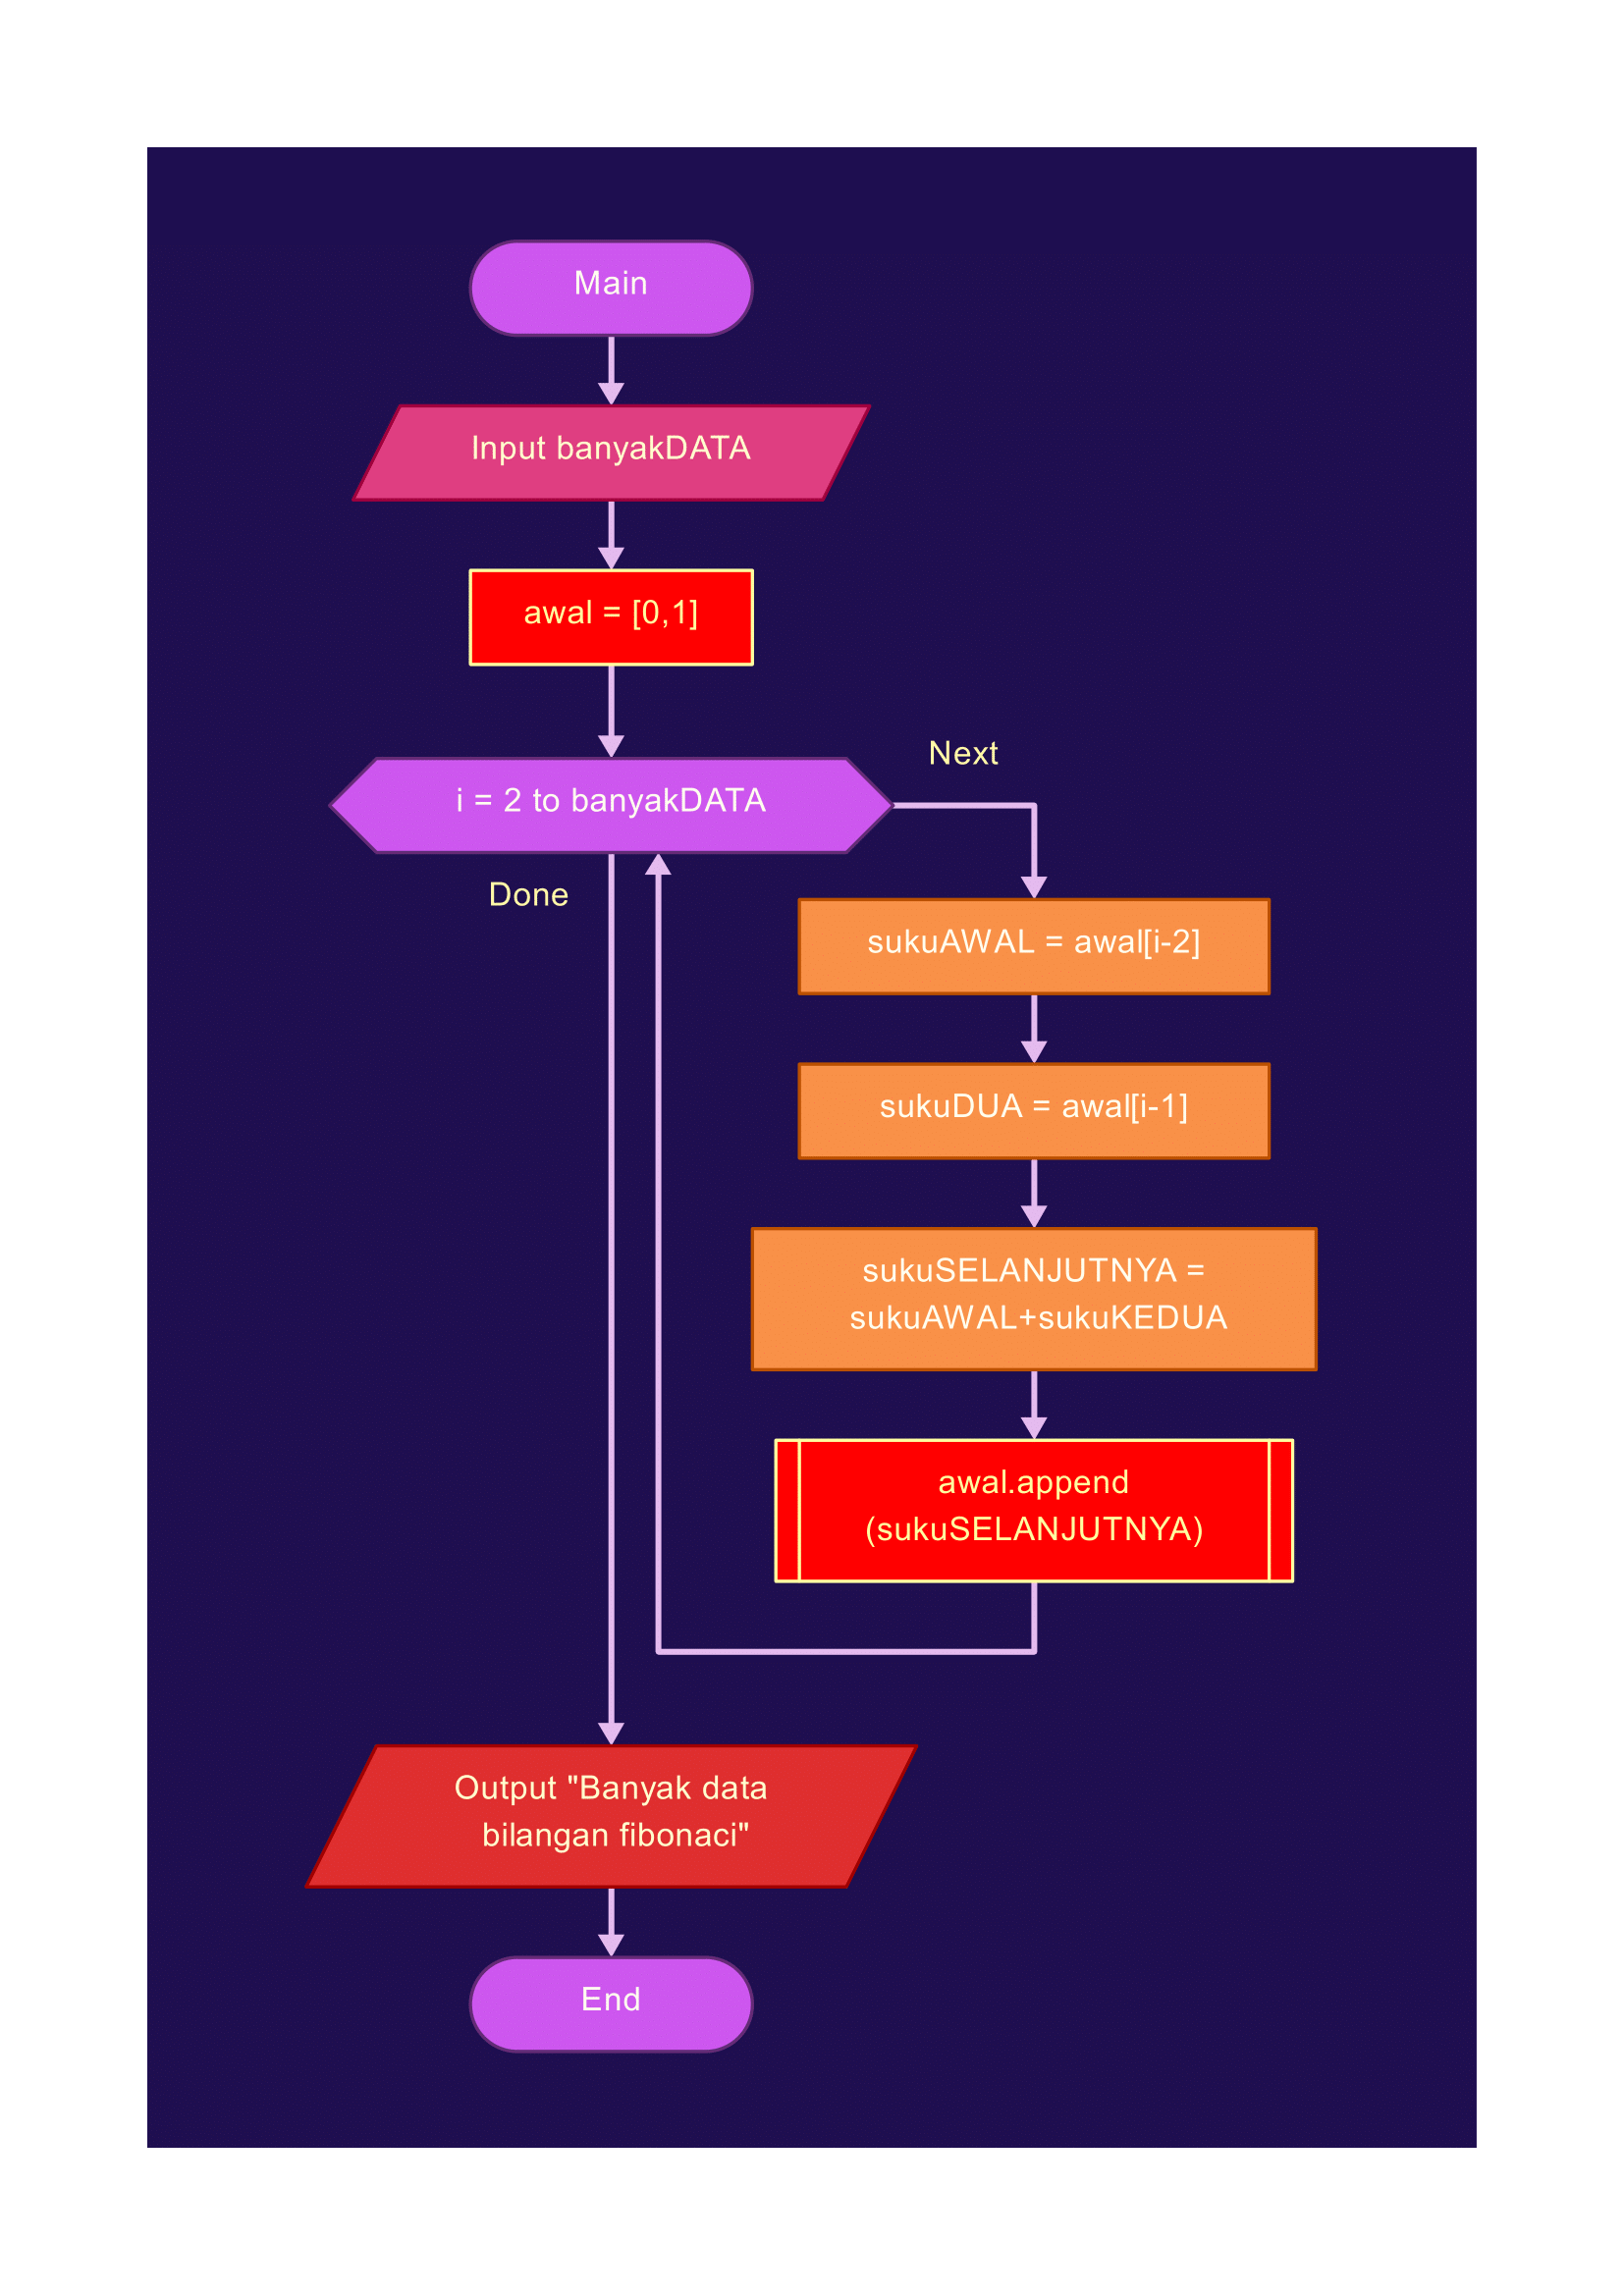 Main
Input banyakDATA
awal = [0,1]
i = 2 to banyakDATA
Next
Done
sukuAWAL = awal[i-2]
sukuDUA = awal[i-1]
sukuSELANJUTNYA =
sukuAWAL+sukuKEDUA
awal.append
(sukuSELANJUTNYA)
Output "Banyak data
bilangan fibonaci"
End